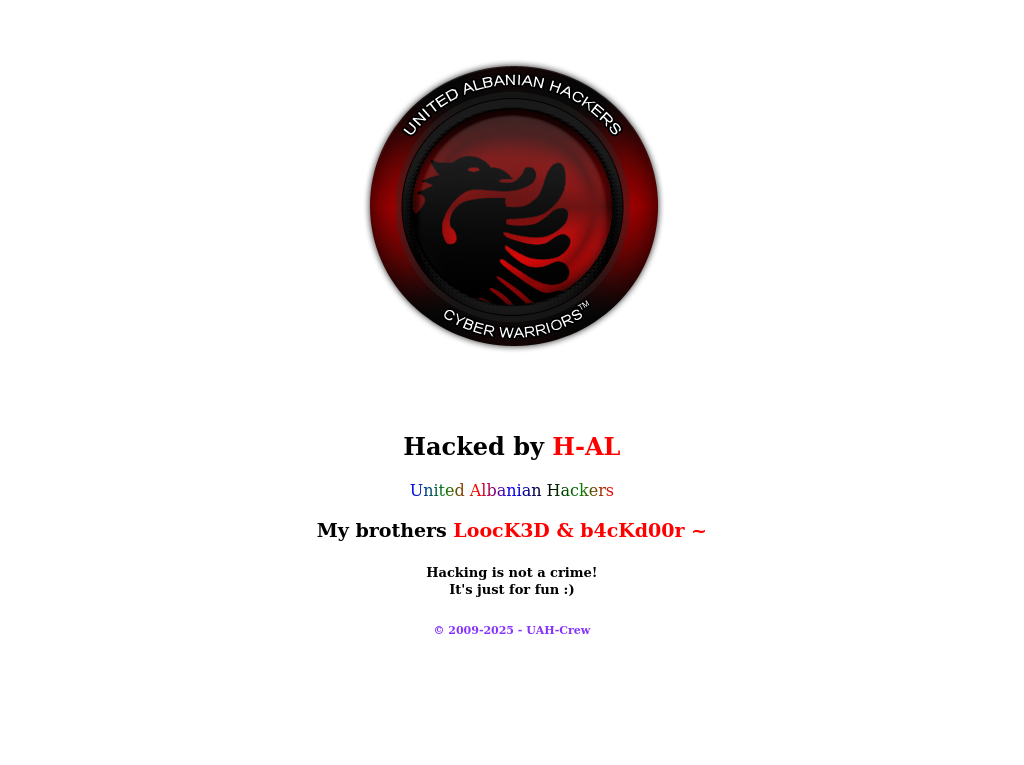 UNITED ALBANIAN HACKERS
CYBER WARRIORS™
Hacked by H-AL
United Albanian Hackers
My brothers LoocK3D & b4cKd00r ~
Hacking is not a crime!
It's just for fun :)
© 2009-2025 - UAH-Crew